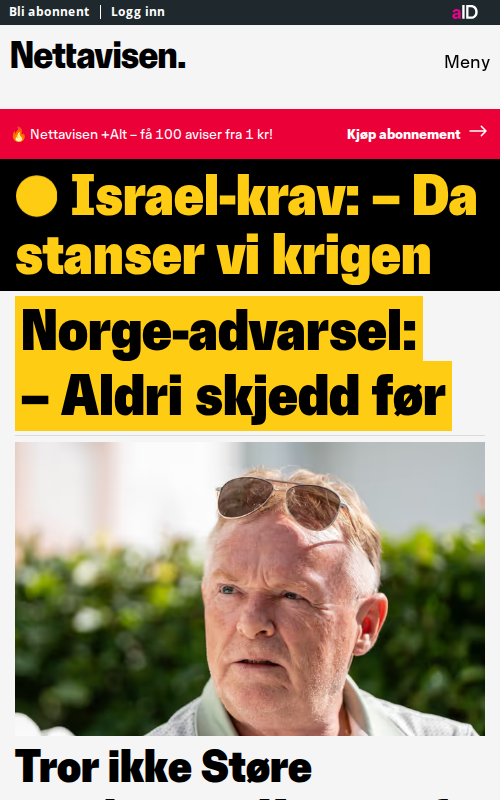 Bli abonnent | Logg inn
aID
Nettavisen.
Meny
🔥 Nettavisen +Alt – få 100 aviser fra 1 kr!
Kjøp abonnement →
Israel-krav: – Da
stanser vi krigen
Norge-advarsel:
– Aldri skjedd før
Tror ikke Støre